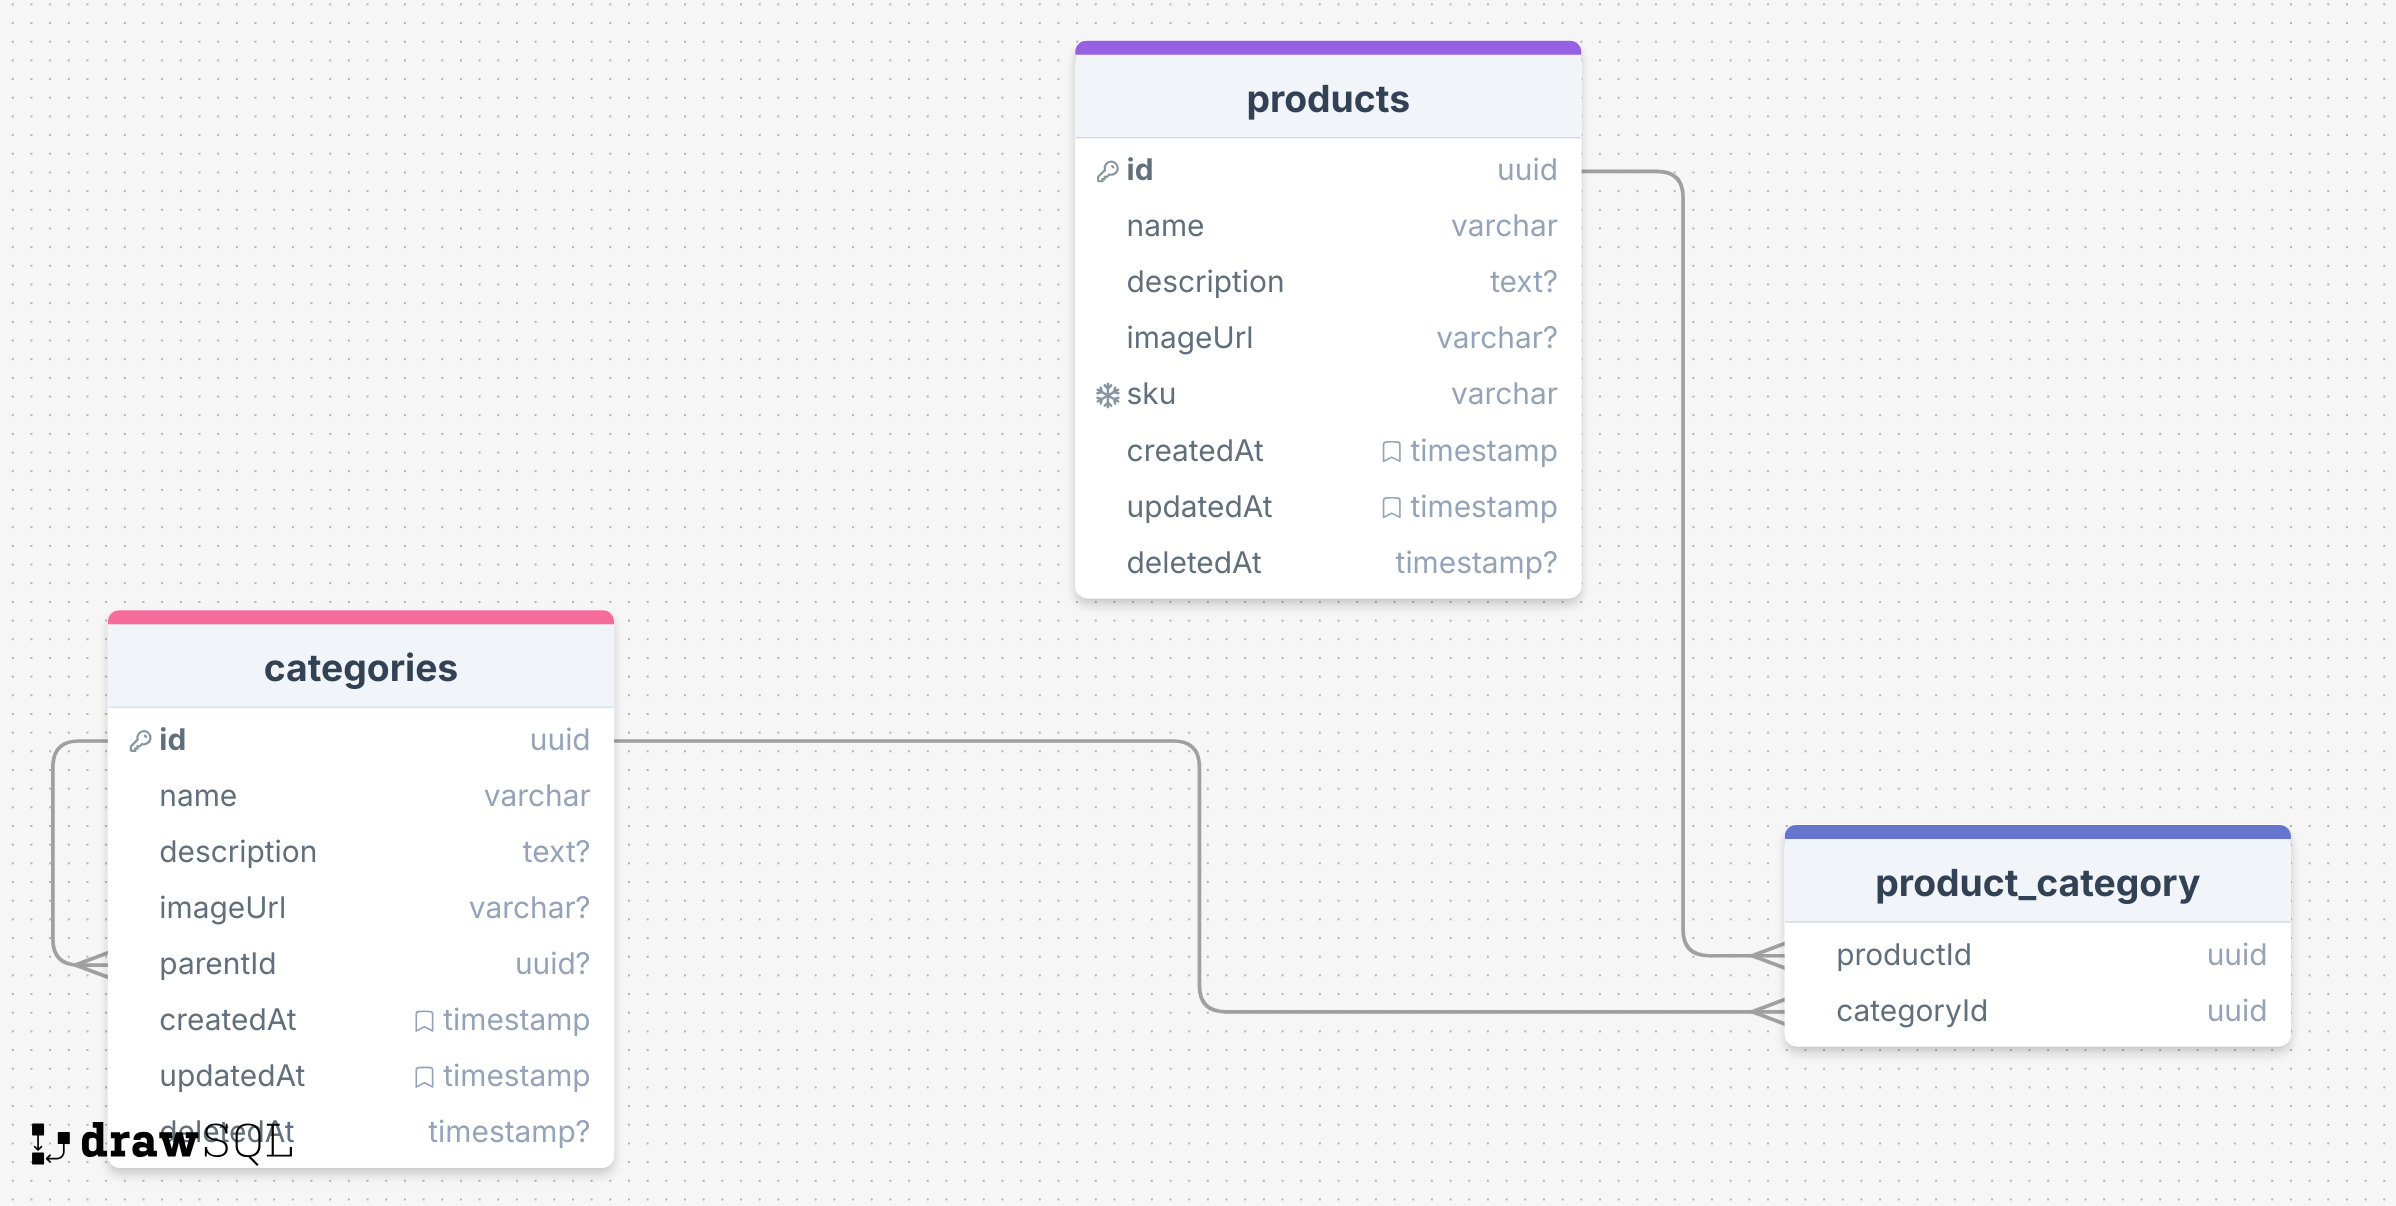 products
id uuid
name varchar
description text?
imageUrl varchar?
sku varchar
createdAt timestamp
updatedAt timestamp
deletedAt timestamp?
categories
id uuid
name varchar
description text?
imageUrl varchar?
parentId uuid?
createdAt timestamp
updatedAt timestamp
deletedAt timestamp?
product_category
productId uuid
categoryId uuid
drawSQL